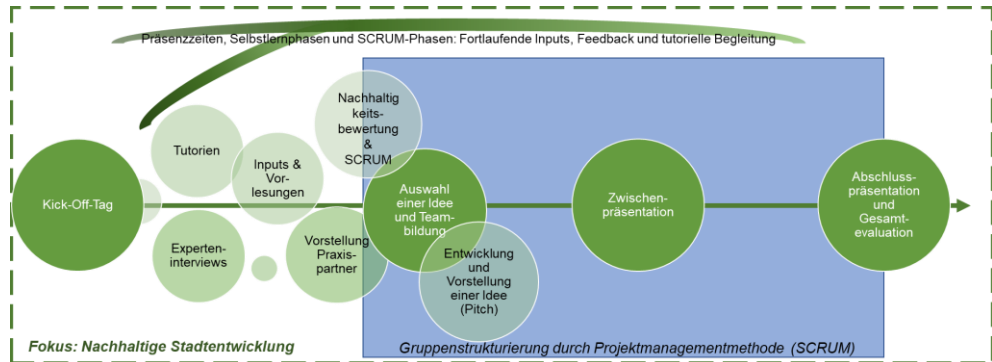 Präsenzzeiten, Selbstlernphasen und SCRUM-Phasen: Fortlaufende Inputs, Feedback und tutorielle Begleitung
Kick-Off-Tag
Tutorien
Experten-
interviews
Inputs &
Vor-
lesungen
Nachhaltig
keits-
bewertung
&
SCRUM
Vorstellung
Praxis-
partner
Auswahl
einer Idee
und Team-
bildung
Entwicklung
und
Vorstellung
einer Idee
(Pitch)
Zwischen-
präsentation
Abschluss-
präsentation
und
Gesamt-
evaluation
Fokus: Nachhaltige Stadtentwicklung
Gruppenstrukturierung durch Projektmanagementmethode (SCRUM)